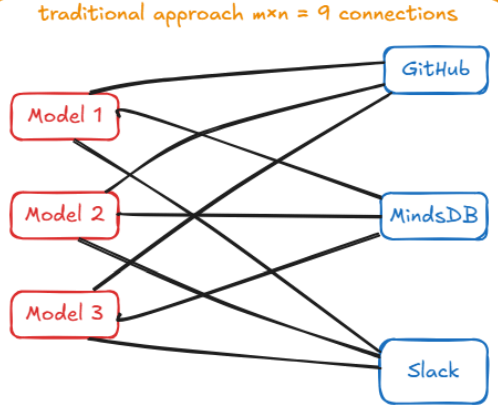 traditional approach m×n = 9 connections
GitHub
Model 1
Model 2
MindsDB
Model 3
Slack